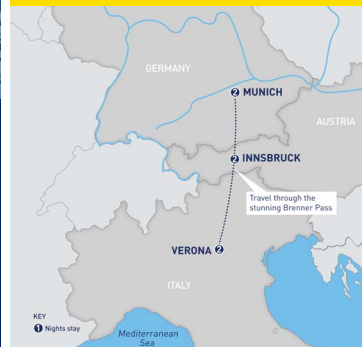 GERMANY
2 MUNICH
AUSTRIA
2 INNSBRUCK
Travel through the
stunning Brenner Pass
VERONA 2
ITALY
KEY
1 Nights stay
Mediterranean
Sea